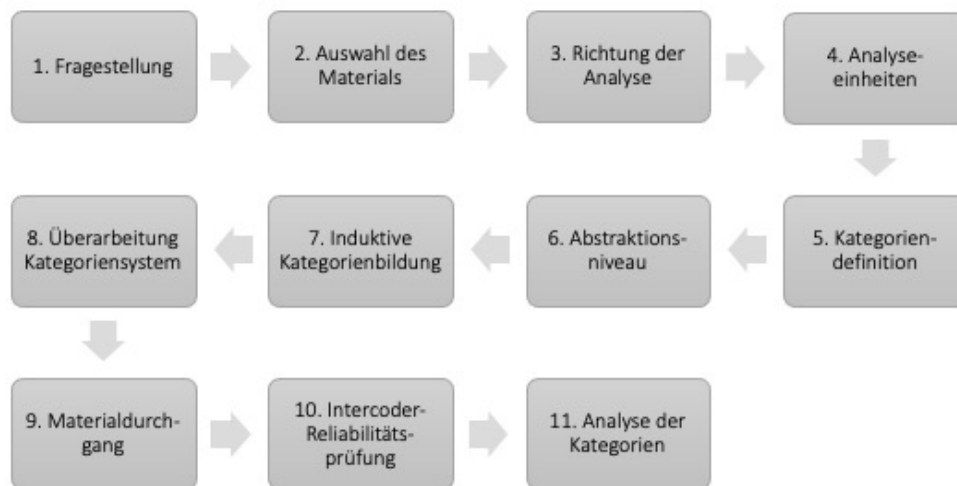 1. Fragestellung
2. Auswahl des
Materials
3. Richtung der
Analyse
4. Analyse-
einheiten
5. Kategorien-
definition
6. Abstraktions-
niveau
7. Induktive
Kategorienbildung
8. Überarbeitung
Kategoriensystem
9. Materialdurch-
gang
10. Intercoder-
Reliabilitäts-
prüfung
11. Analyse der
Kategorien